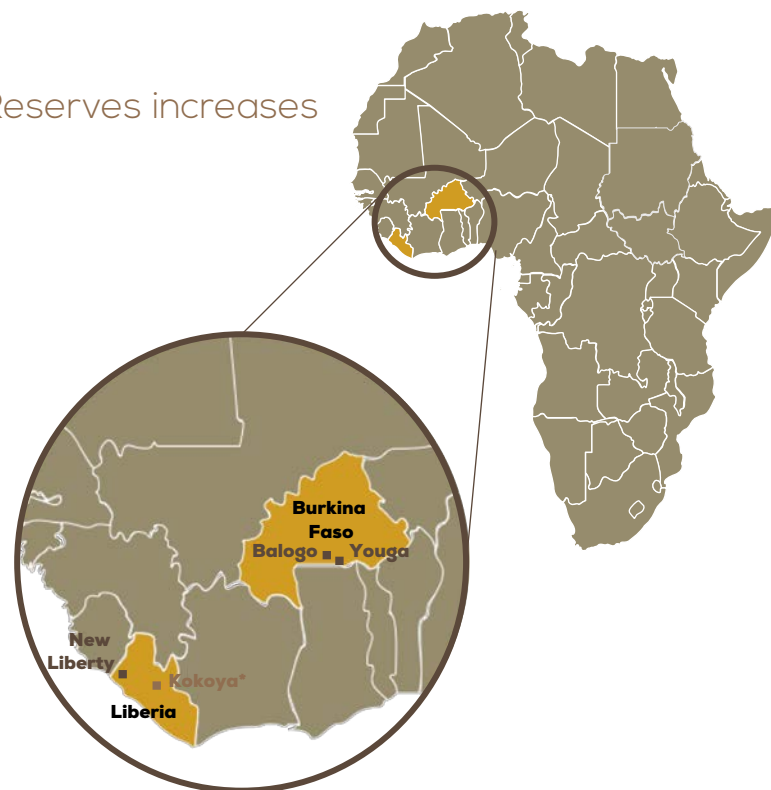 Reserves increases
Burkina
Faso
Balogo
Youga
New
Liberty
Kokoya*
Liberia